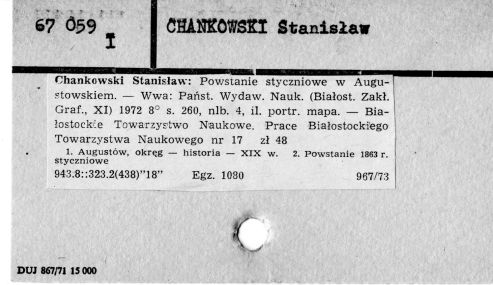 67 059
I
CHANKOWSKI Stanisław
Chankowski Stanisław: Powstanie styczniowe w Augu-
stowskiem. — Wwa: Państ. Wydaw. Nauk. (Białost. Zakł.
Graf., XI) 1972 8° s. 260, nlb. 4, il. portr. mapa. — Bia-
łostockie Towarzystwo Naukowe. Prace Białostockiego
Towarzystwa Naukowego nr 17 zł 48
1. Augustów, okręg — historia — XIX w. 2. Powstanie 1863 r.
styczniowe
943.8::323.2(438)"18" Egz. 1080 967/73
DUJ 867/71 15 000